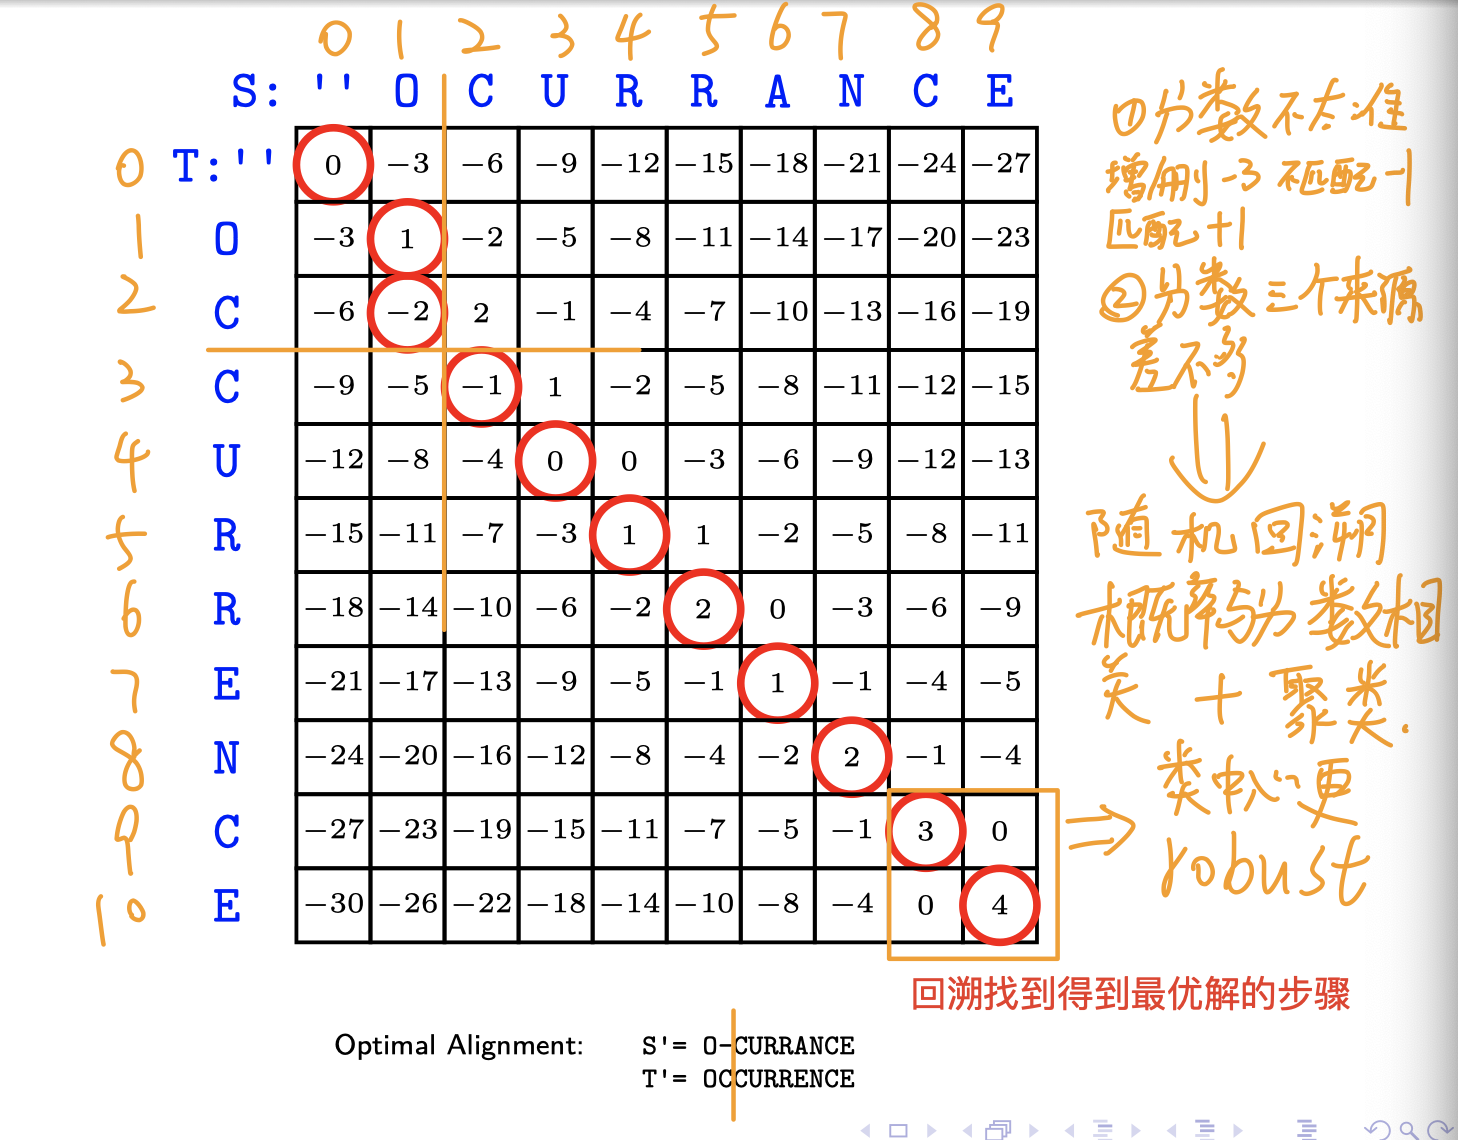 0 1 2 3 4 5 6 7 8 9
S: '' O C U R R A N C E
0 T:'' 0 −3 −6 −9 −12 −15 −18 −21 −24 −27
1 O −3 1 −2 −5 −8 −11 −14 −17 −20 −23
2 C −6 −2 2 −1 −4 −7 −10 −13 −16 −19
3 C −9 −5 −1 1 −2 −5 −8 −11 −12 −15
4 U −12 −8 −4 0 0 −3 −6 −9 −12 −13
5 R −15 −11 −7 −3 1 1 −2 −5 −8 −11
6 R −18 −14 −10 −6 −2 2 0 −3 −6 −9
7 E −21 −17 −13 −9 −5 −1 1 −1 −4 −5
8 N −24 −20 −16 −12 −8 −4 −2 2 −1 −4
9 C −27 −23 −19 −15 −11 −7 −5 −1 3 0
10 E −30 −26 −22 −18 −14 −10 −8 −4 0 4
①分数不太准
增删-3 不匹配-1
匹配+1
②分数三个来源
差不多
随机回溯
概率与分数相
关 + 聚类.
类中心更
robust
回溯找到得到最优解的步骤
Optimal Alignment: S'= O-CURRANCE
T'= OCCURRENCE